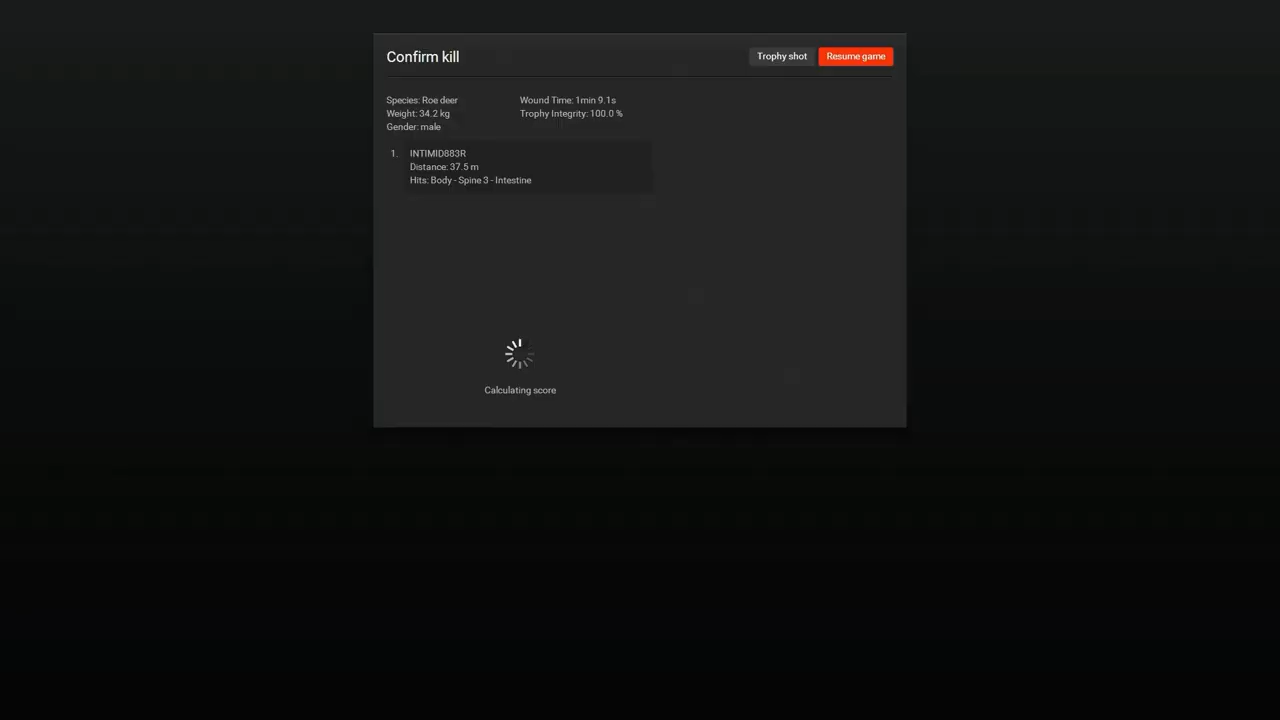 Confirm kill
Trophy shot
Resume game
Species: Roe deer
Weight: 34.2 kg
Gender: male
Wound Time: 1min 9.1s
Trophy Integrity: 100.0 %
1.
INTIMID883R
Distance: 37.5 m
Hits: Body - Spine 3 - Intestine
Calculating score